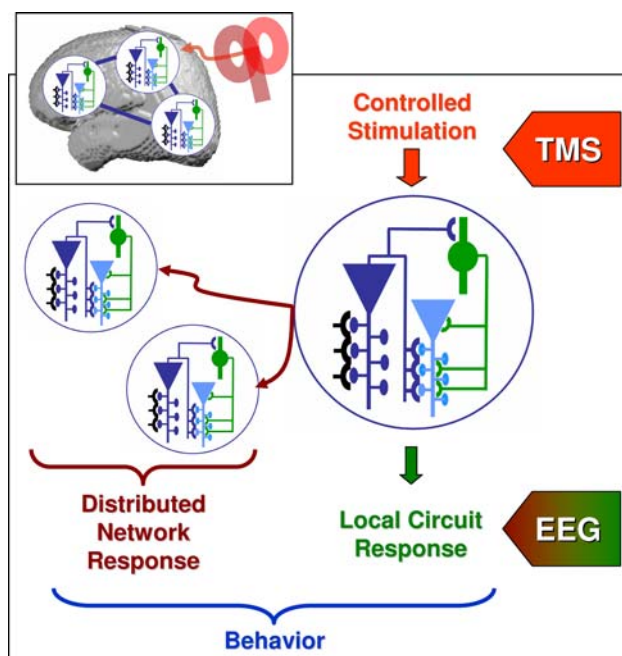 Controlled
Stimulation
TMS
Distributed
Network
Response
Local Circuit
Response
EEG
Behavior